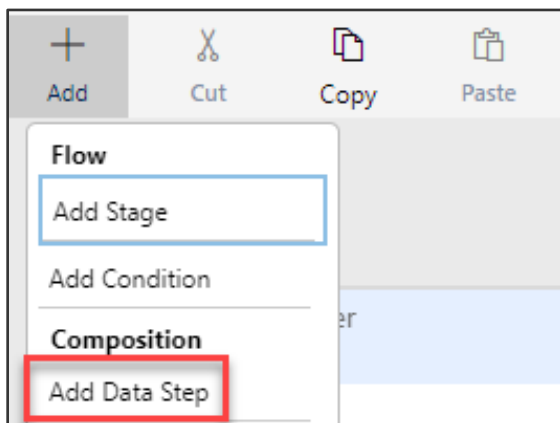 Add Cut Copy Paste
Flow
Add Stage
Add Condition
Composition
Add Data Step